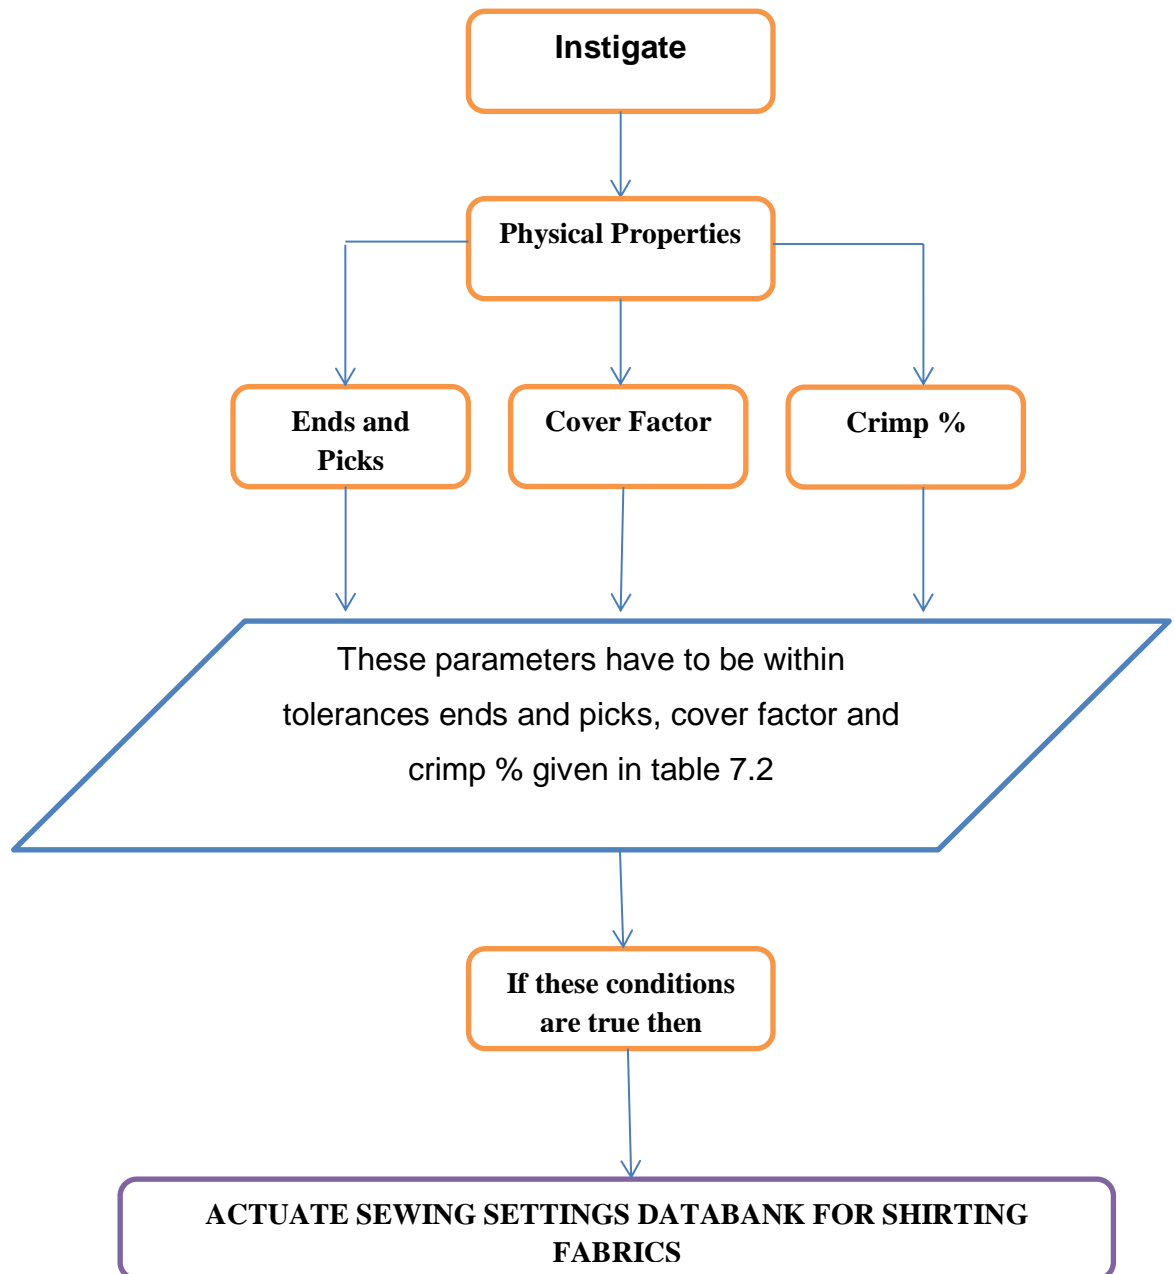 Instigate
Physical Properties
Ends and
Picks
Cover Factor
Crimp %
These parameters have to be within
tolerances ends and picks, cover factor and
crimp % given in table 7.2
If these conditions
are true then
ACTUATE SEWING SETTINGS DATABANK FOR SHIRTING
FABRICS